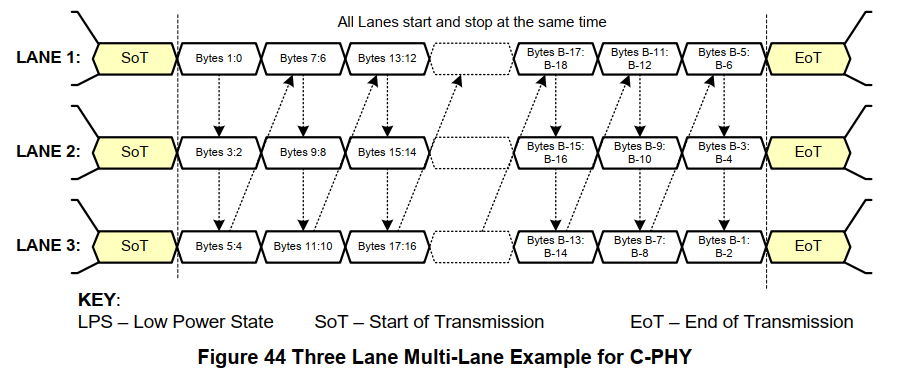 All Lanes start and stop at the same time
LANE 1: SoT Bytes 1:0 Bytes 7:6 Bytes 13:12 Bytes B-17: B-18 Bytes B-11: B-12 Bytes B-5: B-6 EoT
LANE 2: SoT Bytes 3:2 Bytes 9:8 Bytes 15:14 Bytes B-15: B-16 Bytes B-9: B-10 Bytes B-3: B-4 EoT
LANE 3: SoT Bytes 5:4 Bytes 11:10 Bytes 17:16 Bytes B-13: B-14 Bytes B-7: B-8 Bytes B-1: B-2 EoT
KEY:
LPS – Low Power State SoT – Start of Transmission EoT – End of Transmission
Figure 44 Three Lane Multi-Lane Example for C-PHY